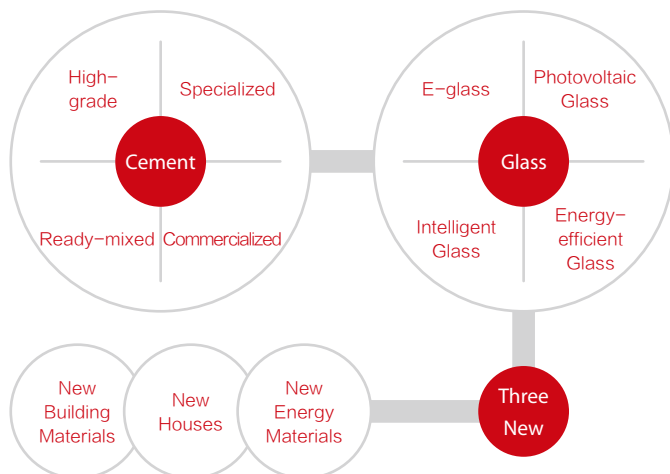 High-
grade
Specialized
Cement
Ready-mixed
Commercialized
E-glass
Photovoltaic
Glass
Glass
Intelligent
Glass
Energy-
efficient
Glass
New
Building
Materials
New
Houses
New
Energy
Materials
Three
New